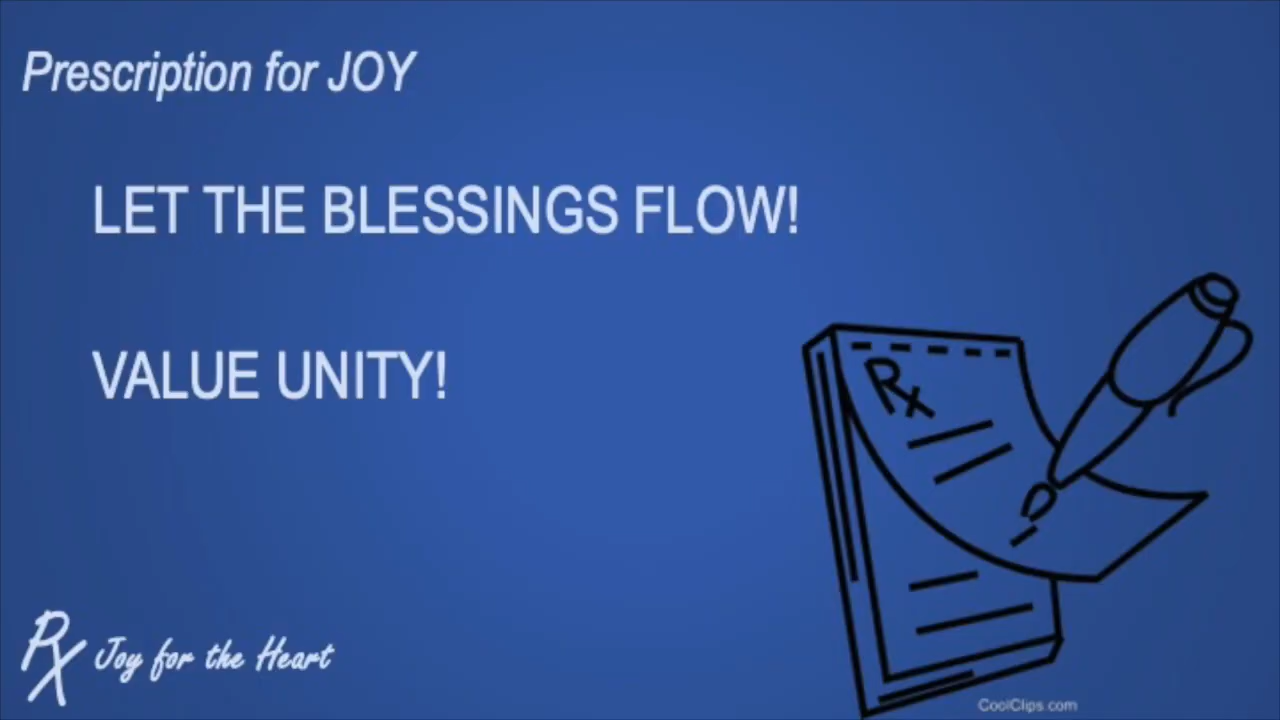 Prescription for JOY
LET THE BLESSINGS FLOW!
VALUE UNITY!
Rx
Rx Joy for the Heart
CoolClips.com